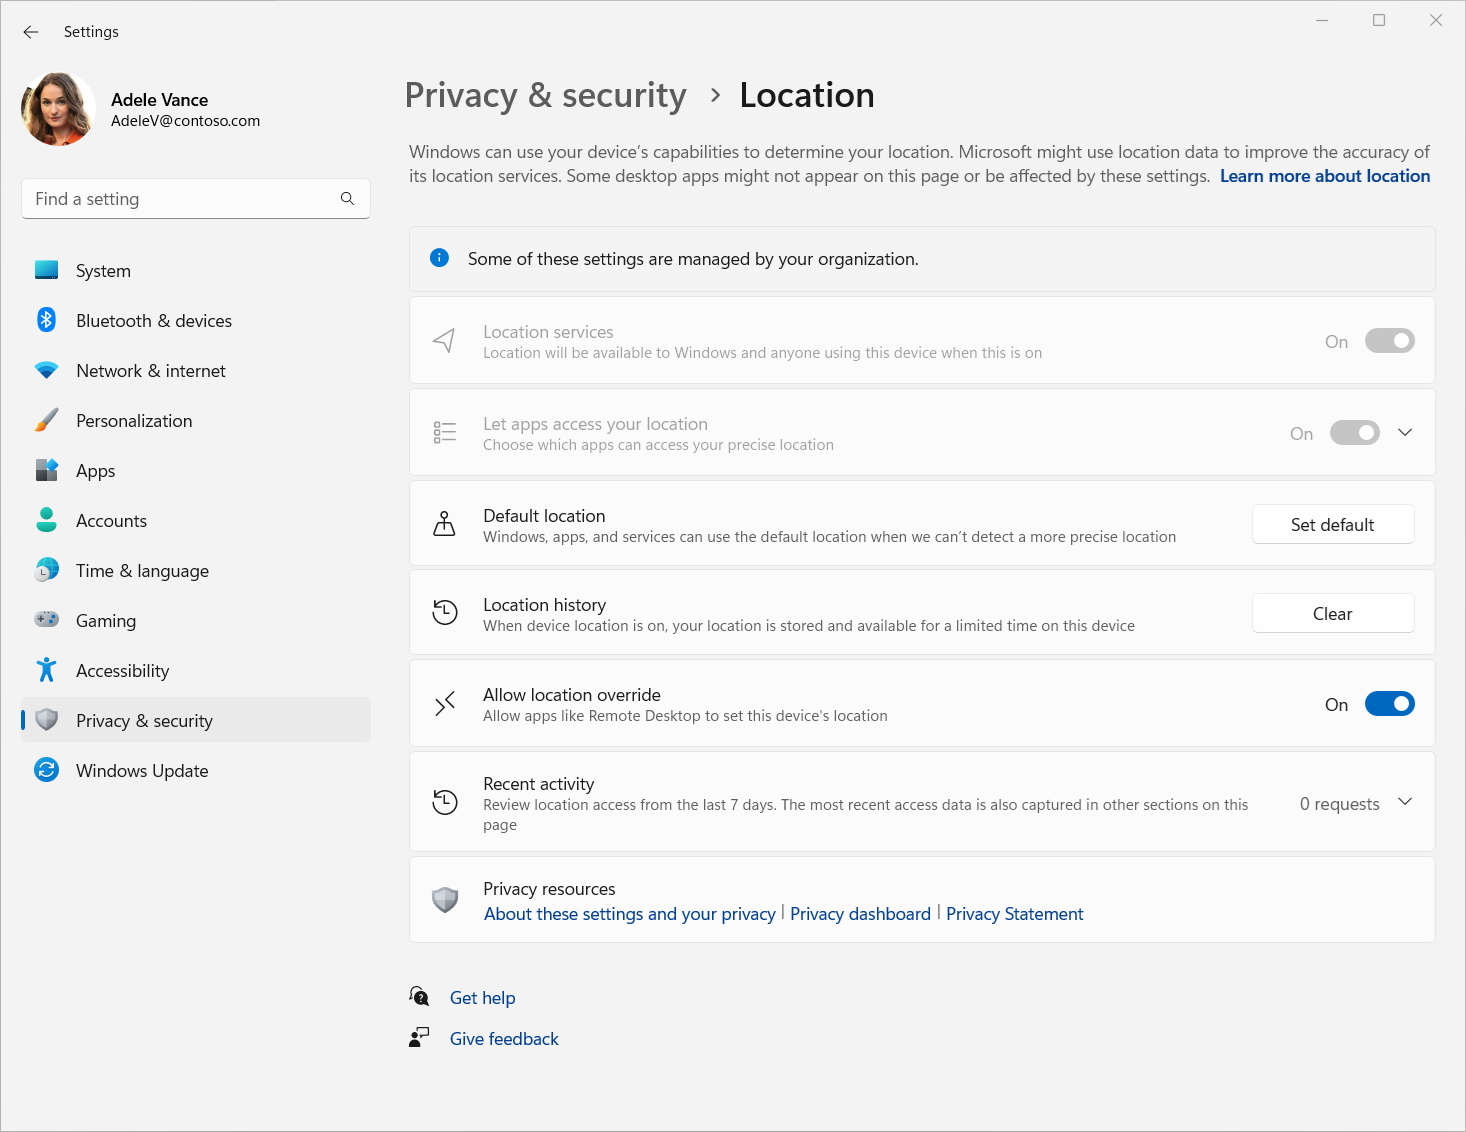 Settings
Adele Vance
AdeleV@contoso.com
Find a setting
System
Bluetooth & devices
Network & internet
Personalization
Apps
Accounts
Time & language
Gaming
Accessibility
Privacy & security
Windows Update
Privacy & security > Location
Windows can use your device's capabilities to determine your location. Microsoft might use location data to improve the accuracy of
its location services. Some desktop apps might not appear on this page or be affected by these settings. Learn more about location
Some of these settings are managed by your organization.
Location services
Location will be available to Windows and anyone using this device when this is on
On
Let apps access your location
Choose which apps can access your precise location
On
Default location
Windows, apps, and services can use the default location when we can't detect a more precise location
Set default
Location history
When device location is on, your location is stored and available for a limited time on this device
Clear
Allow location override
Allow apps like Remote Desktop to set this device's location
On
Recent activity
Review location access from the last 7 days. The most recent access data is also captured in other sections on this
page
0 requests
Privacy resources
About these settings and your privacy | Privacy dashboard | Privacy Statement
Get help
Give feedback